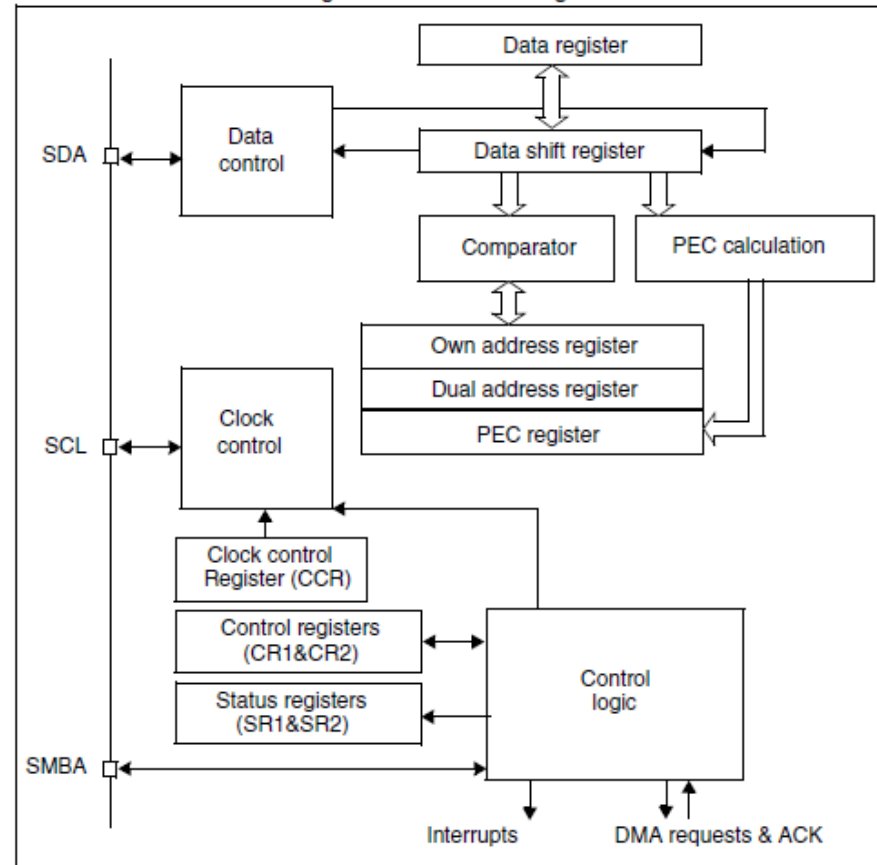 Data register
Data
control
SDA
Data shift register
Comparator
PEC calculation
Own address register
Dual address register
PEC register
Clock
control
SCL
Clock control
Register (CCR)
Control registers
(CR1&CR2)
Status registers
(SR1&SR2)
Control
logic
SMBA
Interrupts
DMA requests & ACK